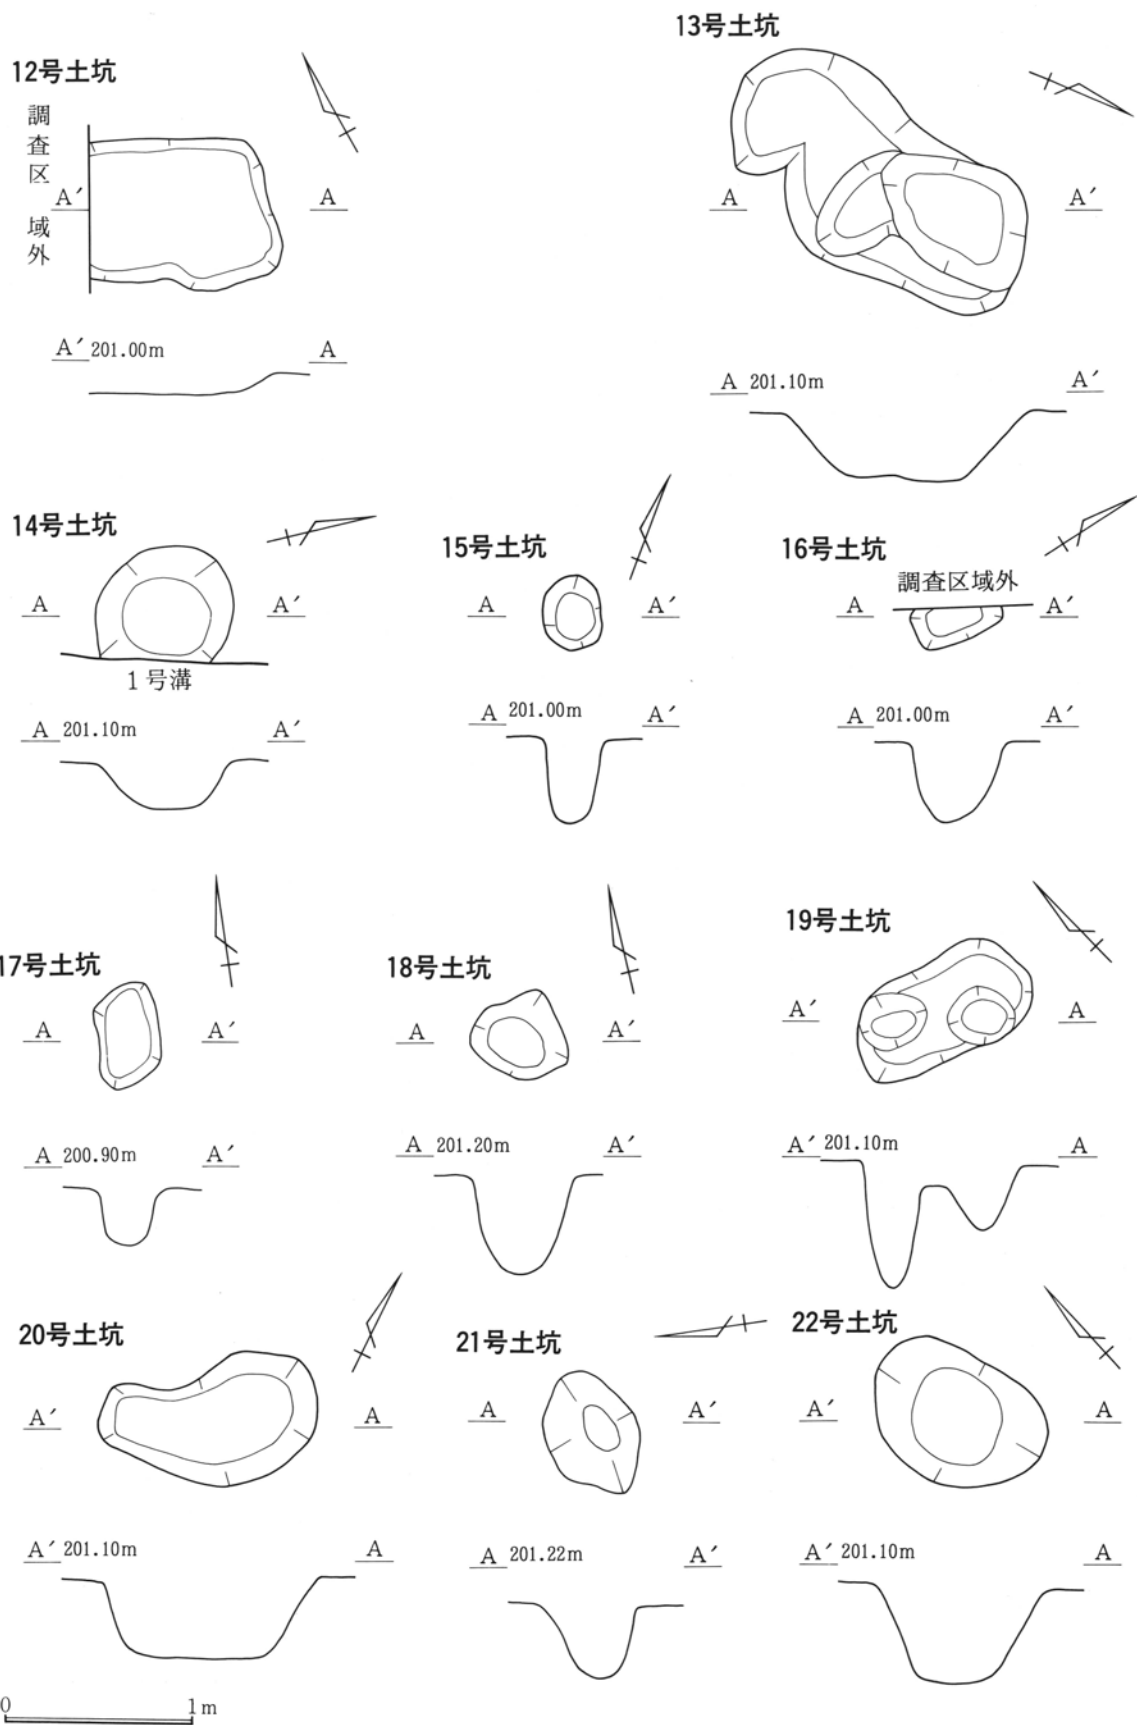 12号土坑
調査区域外
A′
A
A′ 201.00m
A
13号土坑
A
A′
A 201.10m
A′
14号土坑
A
A′
1号溝
A 201.10m
A′
15号土坑
A
A′
A 201.00m
A′
16号土坑
調査区域外
A
A′
A 201.00m
A′
17号土坑
A
A′
A 200.90m
A′
18号土坑
A
A′
A 201.20m
A′
19号土坑
A′
A
A′ 201.10m
A
20号土坑
A′
A
A′ 201.10m
A
21号土坑
A
A′
A 201.22m
A′
22号土坑
A′
A
A′ 201.10m
A
0
1m